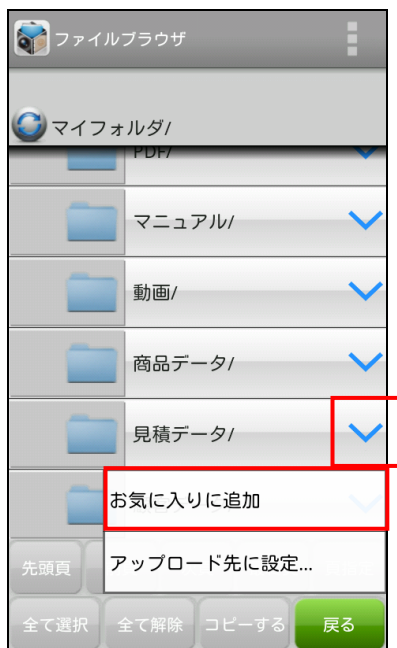 ファイルブラウザ
マイフォルダ/
PDF/
マニュアル/
動画/
商品データ/
見積データ/
お気に入りに追加
アップロード先に設定...
先頭頁
全て選択
全て解除
コピーする
戻る